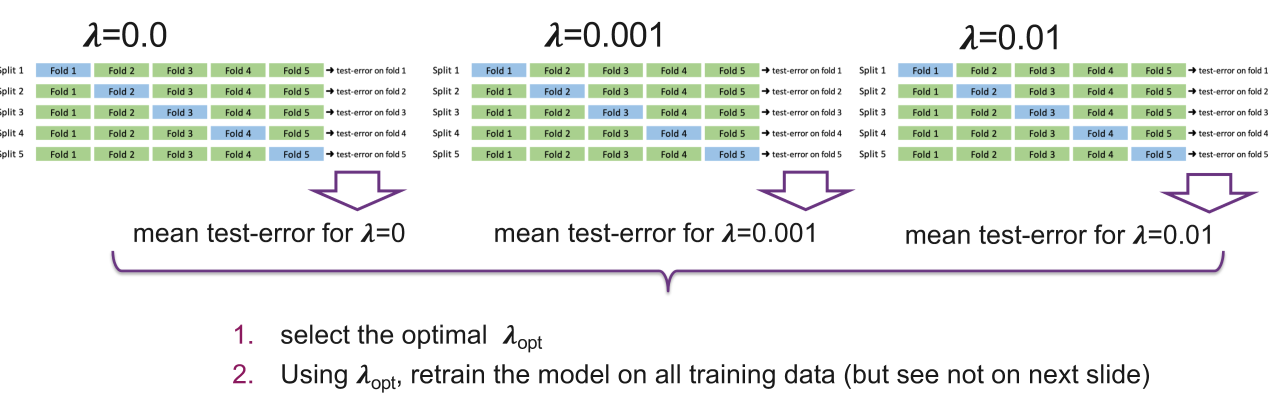 λ=0.0 λ=0.001 λ=0.01
Split 1 Fold 1 Fold 2 Fold 3 Fold 4 Fold 5 → test-error on fold 1 Split 1 Fold 1 Fold 2 Fold 3 Fold 4 Fold 5 → test-error on fold 1 Split 1 Fold 1 Fold 2 Fold 3 Fold 4 Fold 5 → test-error on fold 1
Split 2 Fold 1 Fold 2 Fold 3 Fold 4 Fold 5 → test-error on fold 2 Split 2 Fold 1 Fold 2 Fold 3 Fold 4 Fold 5 → test-error on fold 2 Split 2 Fold 1 Fold 2 Fold 3 Fold 4 Fold 5 → test-error on fold 2
Split 3 Fold 1 Fold 2 Fold 3 Fold 4 Fold 5 → test-error on fold 3 Split 3 Fold 1 Fold 2 Fold 3 Fold 4 Fold 5 → test-error on fold 3 Split 3 Fold 1 Fold 2 Fold 3 Fold 4 Fold 5 → test-error on fold 3
Split 4 Fold 1 Fold 2 Fold 3 Fold 4 Fold 5 → test-error on fold 4 Split 4 Fold 1 Fold 2 Fold 3 Fold 4 Fold 5 → test-error on fold 4 Split 4 Fold 1 Fold 2 Fold 3 Fold 4 Fold 5 → test-error on fold 4
Split 5 Fold 1 Fold 2 Fold 3 Fold 4 Fold 5 → test-error on fold 5 Split 5 Fold 1 Fold 2 Fold 3 Fold 4 Fold 5 → test-error on fold 5 Split 5 Fold 1 Fold 2 Fold 3 Fold 4 Fold 5 → test-error on fold 5
mean test-error for λ=0 mean test-error for λ=0.001 mean test-error for λ=0.01
1. select the optimal λopt
2. Using λopt, retrain the model on all training data (but see not on next slide)